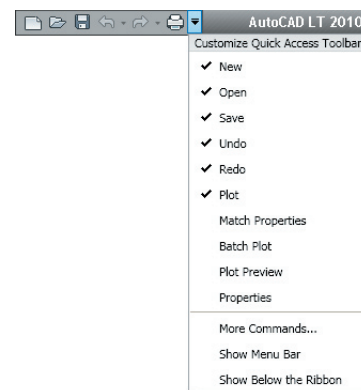 AutoCAD LT 2010
Customize Quick Access Toolbar
New
Open
Save
Undo
Redo
Plot
Match Properties
Batch Plot
Plot Preview
Properties
More Commands...
Show Menu Bar
Show Below the Ribbon